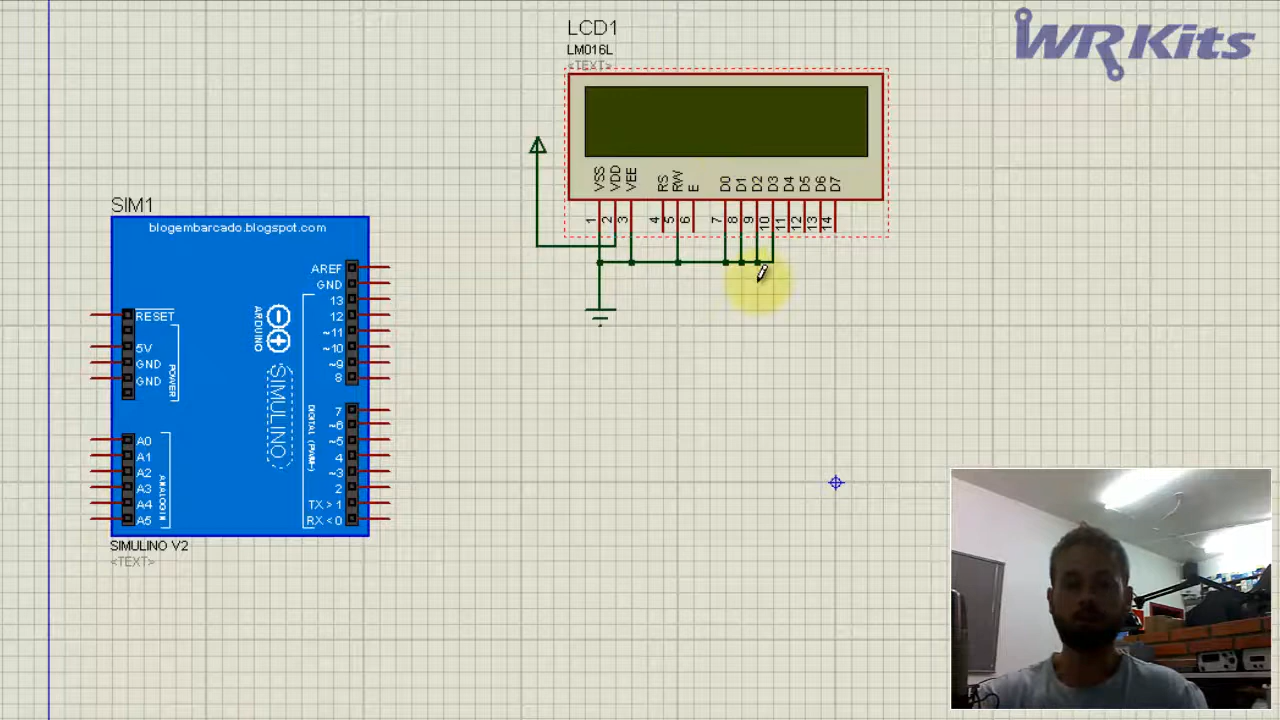 WR Kits
LCD1
LM016L
<TEXT>
VSS
VDD
VEE
RS
RW
E
D0
D1
D2
D3
D4
D5
D6
D7
1
2
3
4
5
6
7
8
9
10
11
12
13
14
SIM1
blogembarcado.blogspot.com
AREF
GND
13
12
~11
~10
~9
8
RESET
5V
GND
GND
POWER
ARDUINO
SIMULINO
DIGITAL (PWM~)
7
~6
~5
4
~3
2
TX > 1
RX < 0
A0
A1
A2
A3
A4
A5
ANALOG IN
SIMULINO V2
<TEXT>